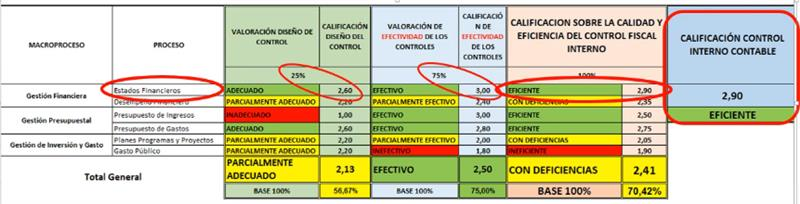 MACROPROCESO PROCESO VALORACIÓN DISEÑO DE CONTROL CALIFICACIÓN DISEÑO DEL CONTROL VALORACIÓN DE EFECTIVIDAD DE LOS CONTROLES CALIFICACIÓN DE EFECTIVIDAD DE LOS CONTROLES CALIFICACION SOBRE LA CALIDAD Y EFICIENCIA DEL CONTROL FISCAL INTERNO CALIFICACIÓN CONTROL INTERNO CONTABLE
25% 75% 100%
Gestión Financiera Estados Financieros ADECUADO 2,60 EFECTIVO 3,00 EFICIENTE 2,90 2,90
Desempeño Financiero PARCIALMENTE ADECUADO 2,20 PARCIALMENTE EFECTIVO 2,40 CON DEFICIENCIAS 2,35
Gestión Presupuestal Presupuesto de Ingresos INADECUADO 1,00 EFECTIVO 3,00 EFICIENTE 2,50 EFICIENTE
Presupuesto de Gastos ADECUADO 2,60 EFECTIVO 2,80 EFICIENTE 2,75
Gestión de Inversión y Gasto Planes Programas y Proyectos PARCIALMENTE ADECUADO 2,20 PARCIALMENTE EFECTIVO 2,00 CON DEFICIENCIAS 2,05
Gasto Público PARCIALMENTE ADECUADO 2,20 INEFECTIVO 1,80 INEFICIENTE 1,90
Total General PARCIALMENTE ADECUADO 2,13 EFECTIVO 2,50 CON DEFICIENCIAS 2,41
BASE 100% 56,67% BASE 100% 75,00% BASE 100% 70,42%